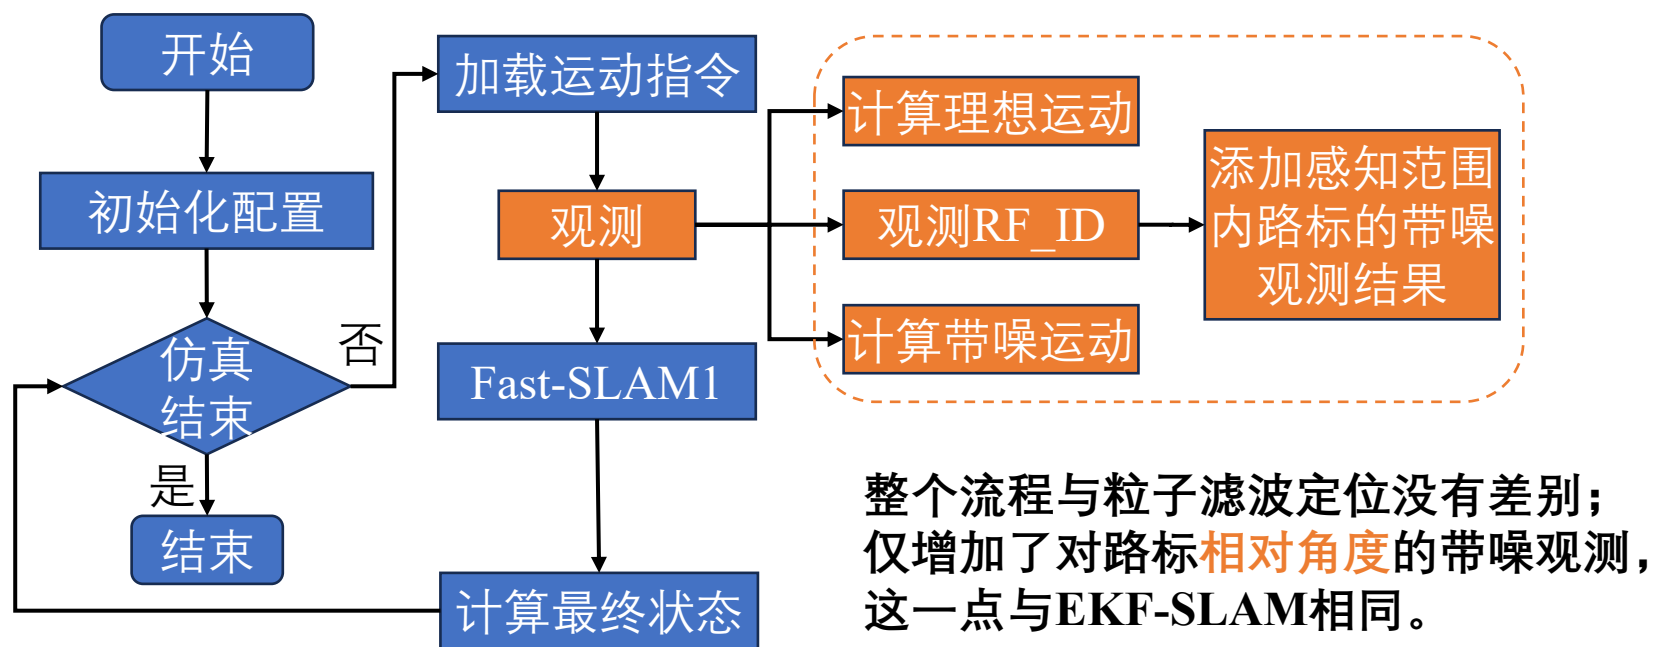 开始
初始化配置
仿真
结束
否
是
结束
加载运动指令
观测
Fast-SLAM1
计算最终状态
计算理想运动
观测RF_ID
计算带噪运动
添加感知范围
内路标的带噪
观测结果
整个流程与粒子滤波定位没有差别；
仅增加了对路标相对角度的带噪观测，
这一点与EKF-SLAM相同。